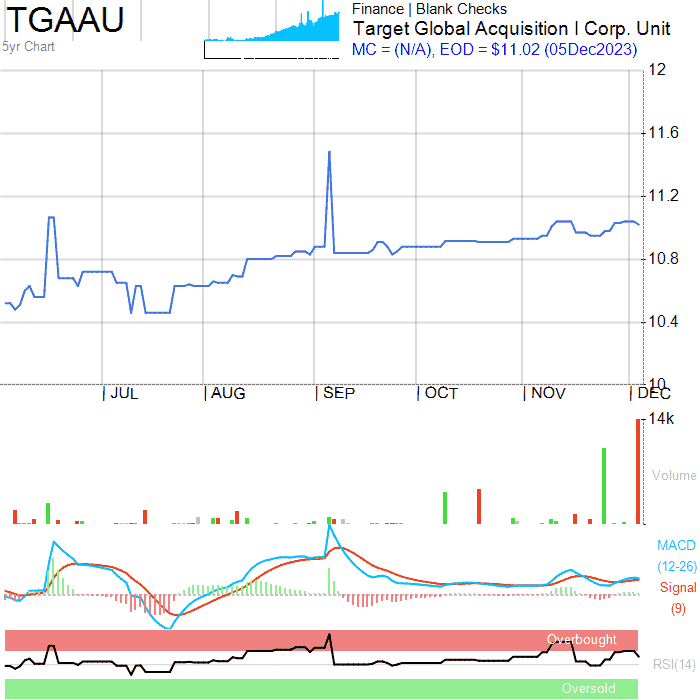 TGAAU
5yr Chart
Finance | Blank Checks
Target Global Acquisition I Corp. Unit
MC = (N/A), EOD = $11.02 (05Dec2023)
12
11.6
11.2
10.8
10.4
10
| JUL | AUG | SEP | OCT | NOV | DEC
14k
Volume
MACD
(12-26)
Signal
(9)
Overbought
RSI(14)
Oversold